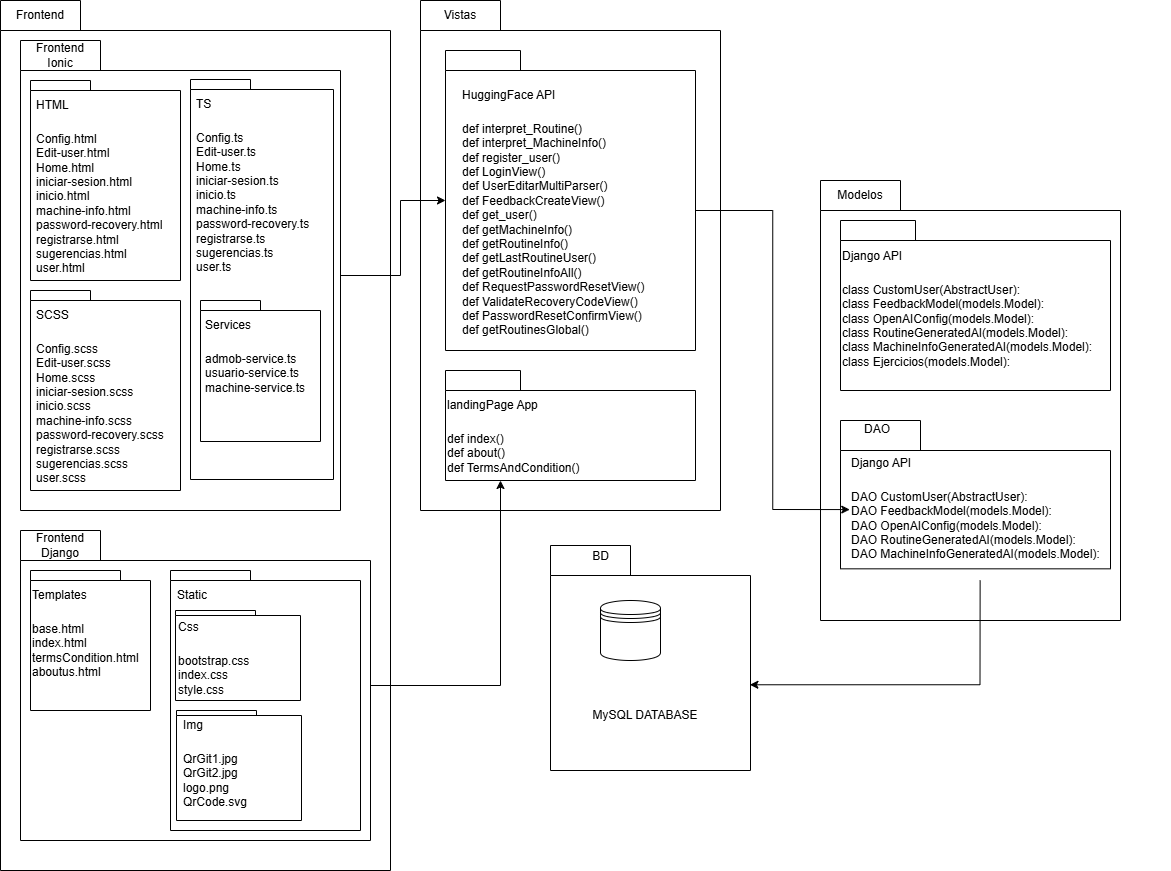 Frontend
Frontend
Ionic
HTML
Config.html
Edit-user.html
Home.html
iniciar-sesion.html
inicio.html
machine-info.html
password-recovery.html
registrarse.html
sugerencias.html
user.html
TS
Config.ts
Edit-user.ts
Home.ts
iniciar-sesion.ts
inicio.ts
machine-info.ts
password-recovery.ts
registrarse.ts
sugerencias.ts
user.ts
SCSS
Config.scss
Edit-user.scss
Home.scss
iniciar-sesion.scss
inicio.scss
machine-info.scss
password-recovery.scss
registrarse.scss
sugerencias.scss
user.scss
Services
admob-service.ts
usuario-service.ts
machine-service.ts
Frontend
Django
Templates
base.html
index.html
termsCondition.html
aboutus.html
Static
Css
bootstrap.css
index.css
style.css
Img
QrGit1.jpg
QrGit2.jpg
logo.png
QrCode.svg
Vistas
HuggingFace API
def interpret_Routine()
def interpret_MachineInfo()
def register_user()
def LoginView()
def UserEditarMultiParser()
def FeedbackCreateView()
def get_user()
def getMachineInfo()
def getRoutineInfo()
def getLastRoutineUser()
def getRoutineInfoAll()
def RequestPasswordResetView()
def ValidateRecoveryCodeView()
def PasswordResetConfirmView()
def getRoutinesGlobal()
landingPage App
def index()
def about()
def TermsAndCondition()
BD
MySQL DATABASE
Modelos
Django API
class CustomUser(AbstractUser):
class FeedbackModel(models.Model):
class OpenAIConfig(models.Model):
class RoutineGeneratedAI(models.Model):
class MachineInfoGeneratedAI(models.Model):
class Ejercicios(models.Model):
DAO
Django API
DAO CustomUser(AbstractUser):
DAO FeedbackModel(models.Model):
DAO OpenAIConfig(models.Model):
DAO RoutineGeneratedAI(models.Model):
DAO MachineInfoGeneratedAI(models.Model):